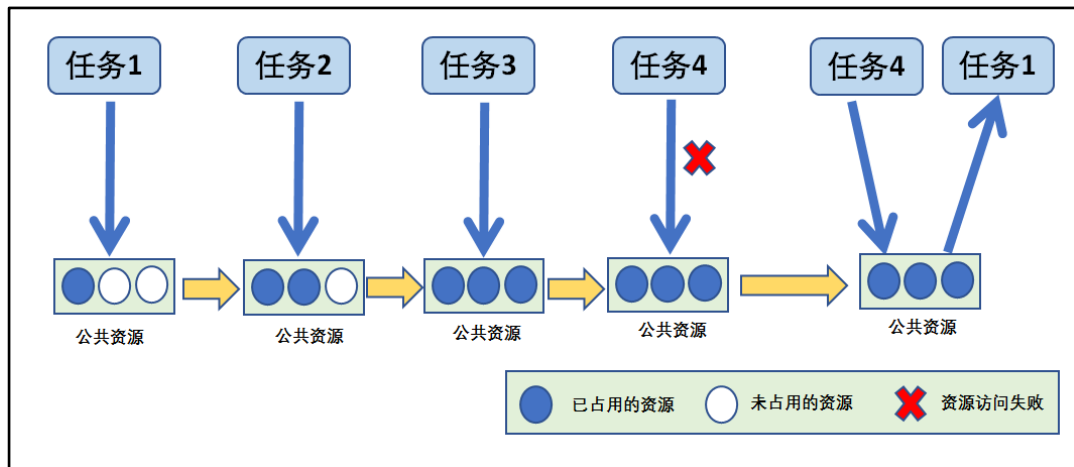 任务1
任务2
任务3
任务4
任务4
任务1
公共资源
公共资源
公共资源
公共资源
公共资源
已占用的资源
未占用的资源
资源访问失败